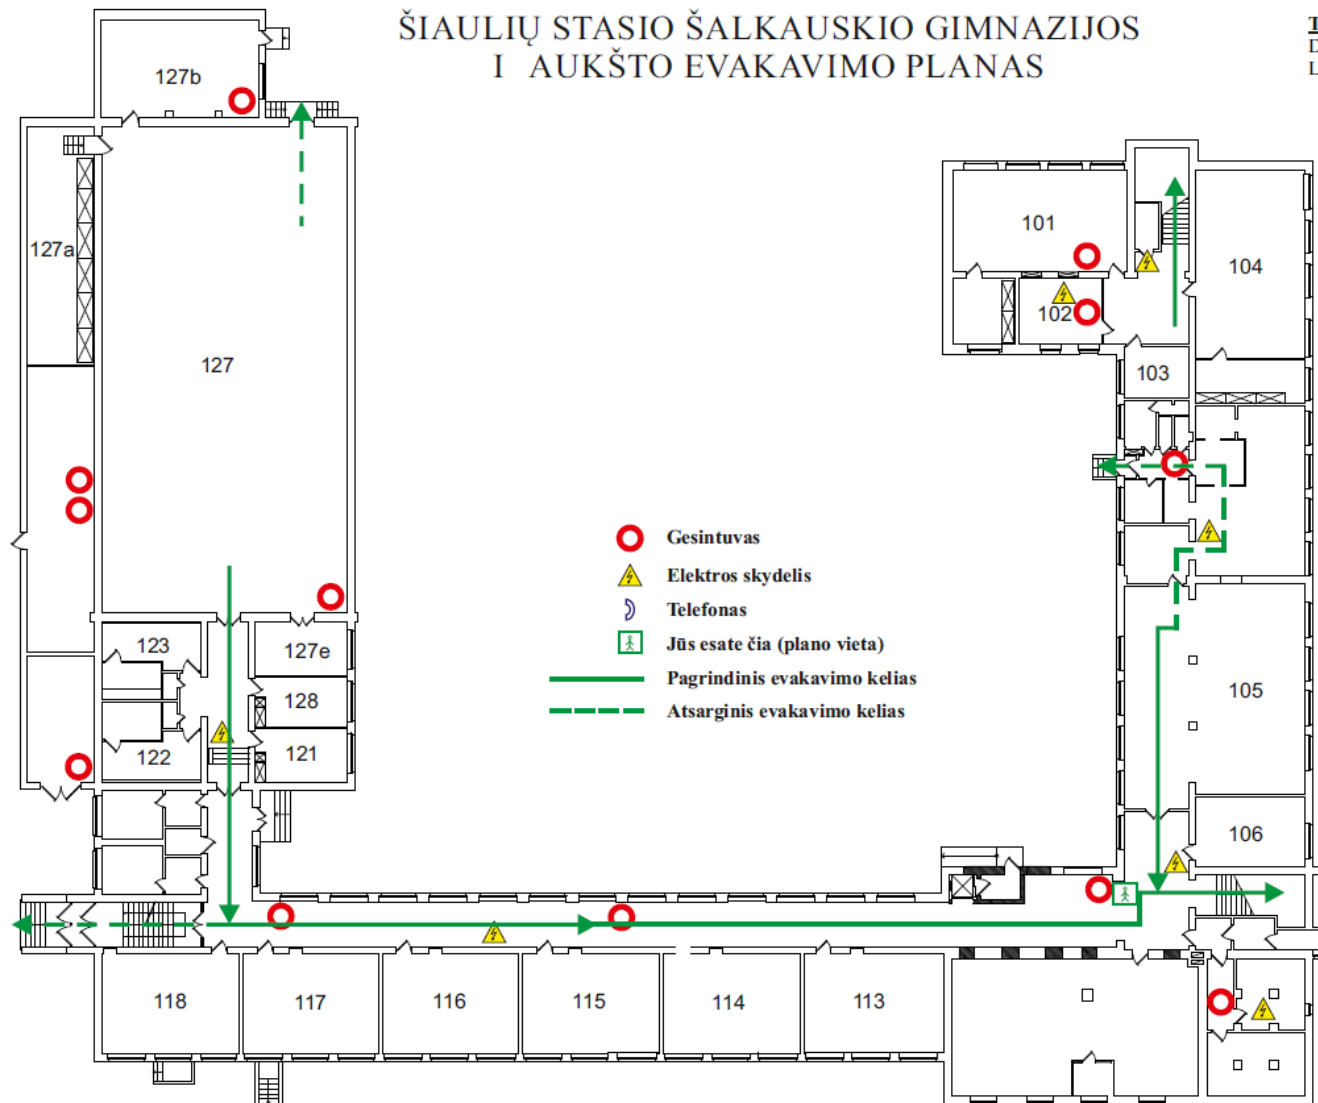 ŠIAULIŲ STASIO ŠALKAUSKIO GIMNAZIJOS
I AUKŠTO EVAKAVIMO PLANAS
T
D
L
127b
127a
127
101
102
103
104
Gesintuvas
Elektros skydelis
Telefonas
Jūs esate čia (plano vieta)
Pagrindinis evakavimo kelias
Atsarginis evakavimo kelias
123
127e
128
122
121
105
106
118
117
116
115
114
113